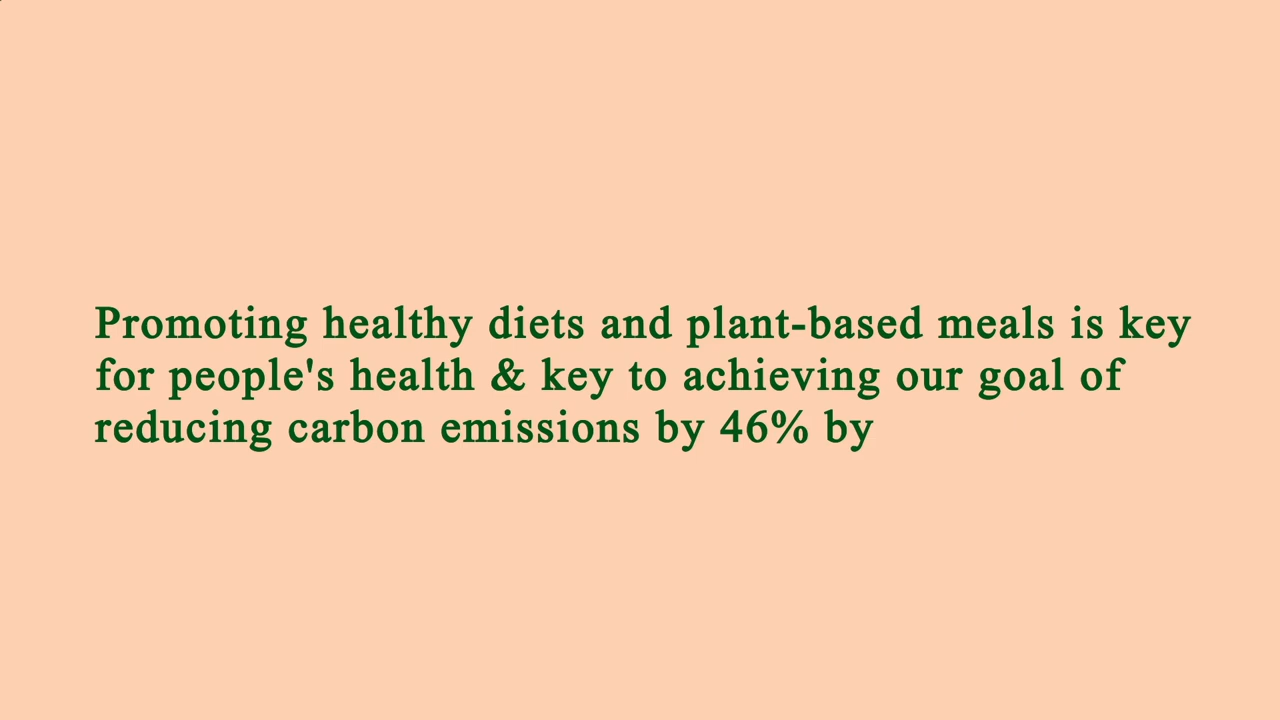 Promoting healthy diets and plant-based meals is key
for people's health & key to achieving our goal of
reducing carbon emissions by 46% by